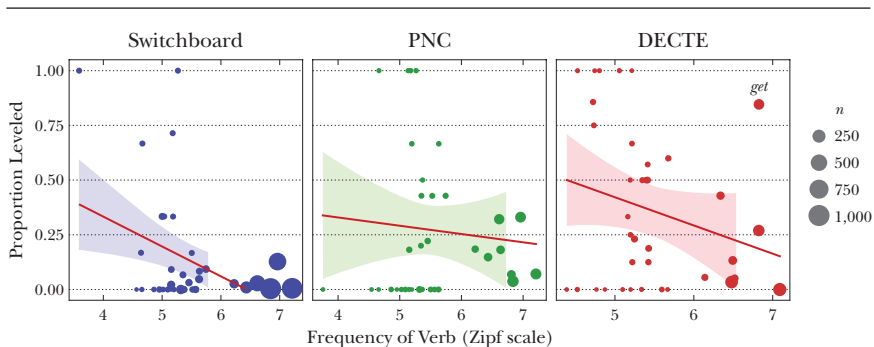 Switchboard PNC DECTE
Proportion Leveled
1.00
0.75
0.50
0.25
0.00
get
n
250
500
750
1,000
4 5 6 7 4 5 6 7 5 6 7
Frequency of Verb (Zipf scale)